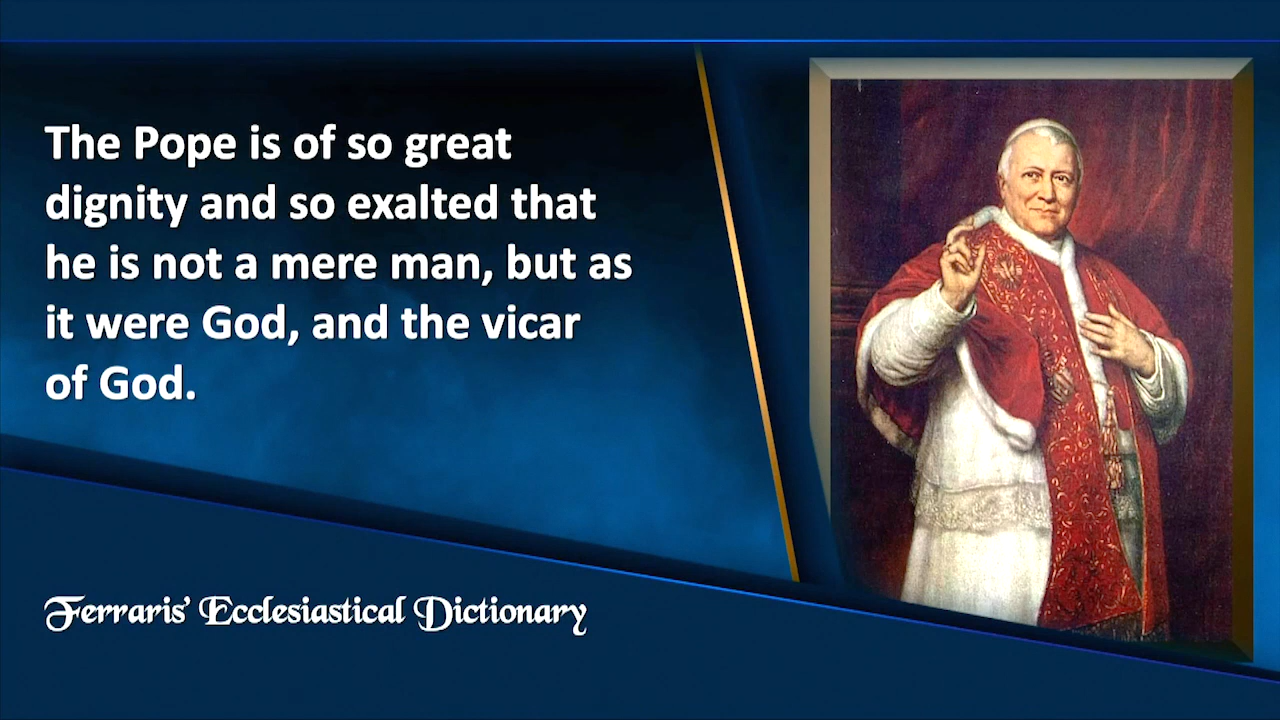 The Pope is of so great
dignity and so exalted that
he is not a mere man, but as
it were God, and the vicar
of God.
Ferraris' Ecclesiastical Dictionary